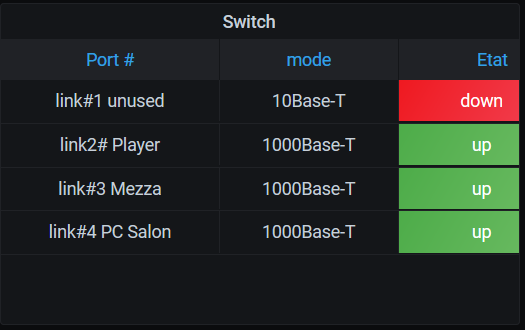 Switch
Port # mode Etat
link#1 unused 10Base-T down
link2# Player 1000Base-T up
link#3 Mezza 1000Base-T up
link#4 PC Salon 1000Base-T up